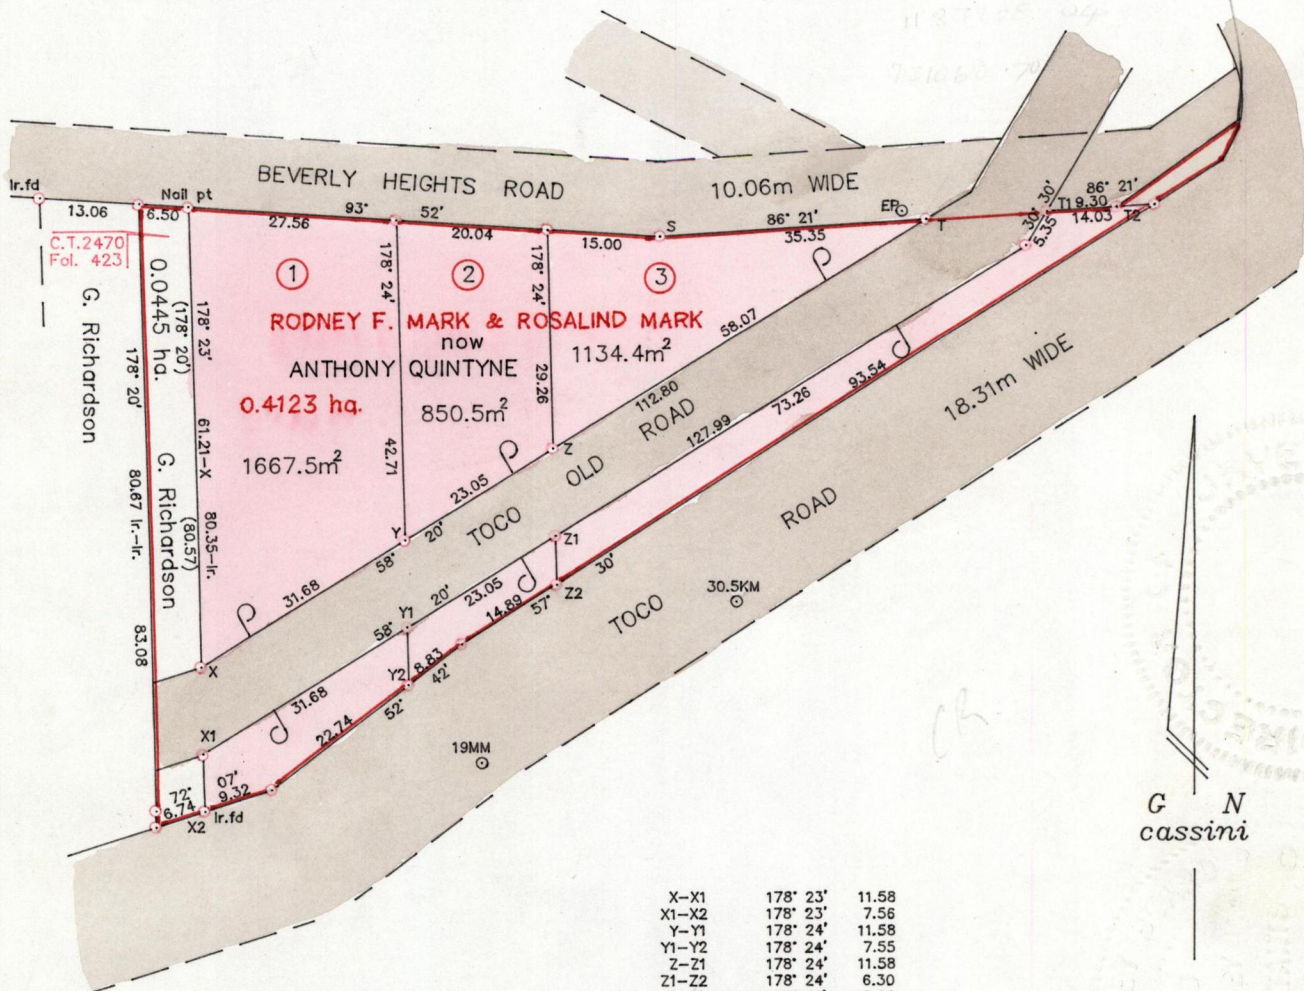 BEVERLY HEIGHTS ROAD
10.06m WIDE
Ir.fd
Nail pt
13.06
6.50
27.56
93° 52'
20.04
15.00
S
86° 21'
35.35
EP
T
30° 30'
5.35
T1
86° 21'
9.30
14.03
T2
C.T.2470
Fol. 423
G. Richardson
178° 20'
80.67 Ir.-Ir.
83.08
0.0445 ha.
G. Richardson
(178° 20')
(80.57)
178° 23'
61.21-X
80.35-Ir.
1
2
3
178° 24'
178° 24'
RODNEY F. MARK & ROSALIND MARK
now
ANTHONY QUINTYNE
0.4123 ha.
1667.5m²
850.5m²
1134.4m²
42.71
29.26
58.07
112.80
Z
23.05
Y
58° 20'
31.68
X
TOCO OLD ROAD
127.99
73.26
93.54
18.31m WIDE
Z1
Z2
57° 30'
23.05
14.89
Y1
58° 20'
Y2
8.83
52° 42'
31.68
22.74
X1
72° 07'
6.74
9.32
X2
Ir.fd
TOCO ROAD
30.5KM
19MM
G N
cassini
X-X1 178° 23' 11.58
X1-X2 178° 23' 7.56
Y-Y1 178° 24' 11.58
Y1-Y2 178° 24' 7.55
Z-Z1 178° 24' 11.58
Z1-Z2 178° 24' 6.30